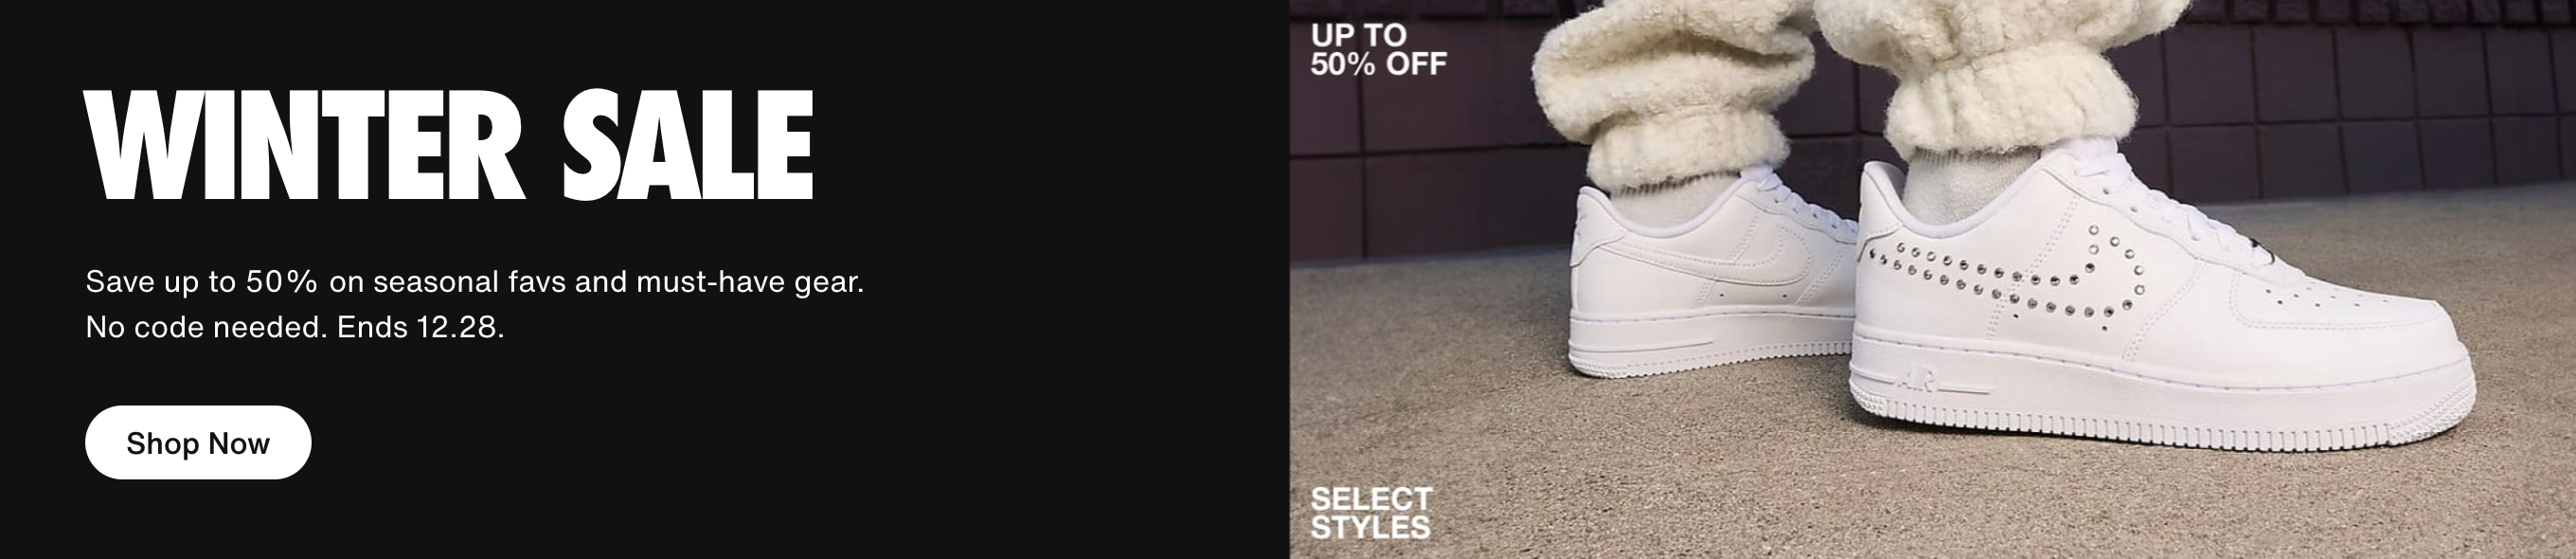 WINTER SALE
Save up to 50% on seasonal favs and must-have gear.
No code needed. Ends 12.28.
Shop Now
UP TO
50% OFF
AIR
SELECT
STYLES